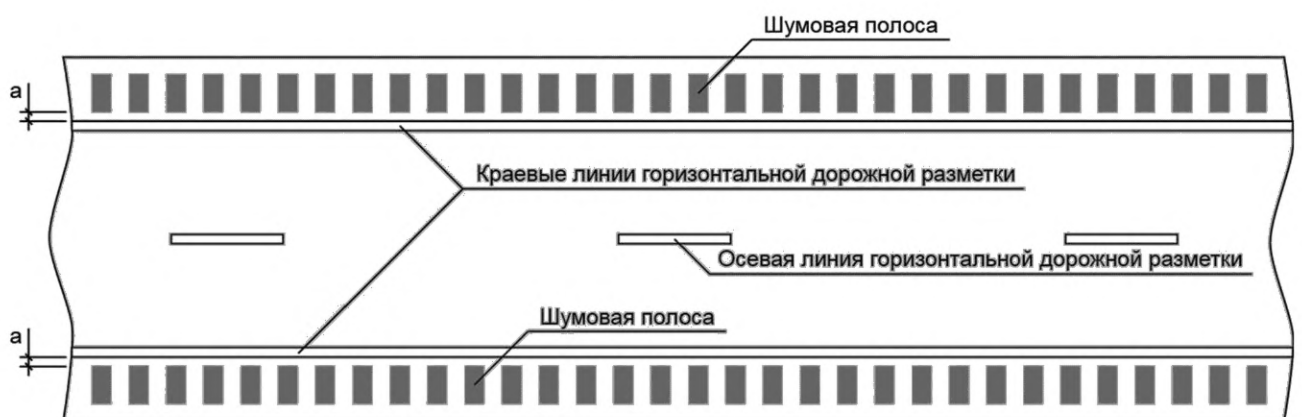 Шумовая полоса
а
Краевые линии горизонтальной дорожной разметки
Осевая линия горизонтальной дорожной разметки
Шумовая полоса
а